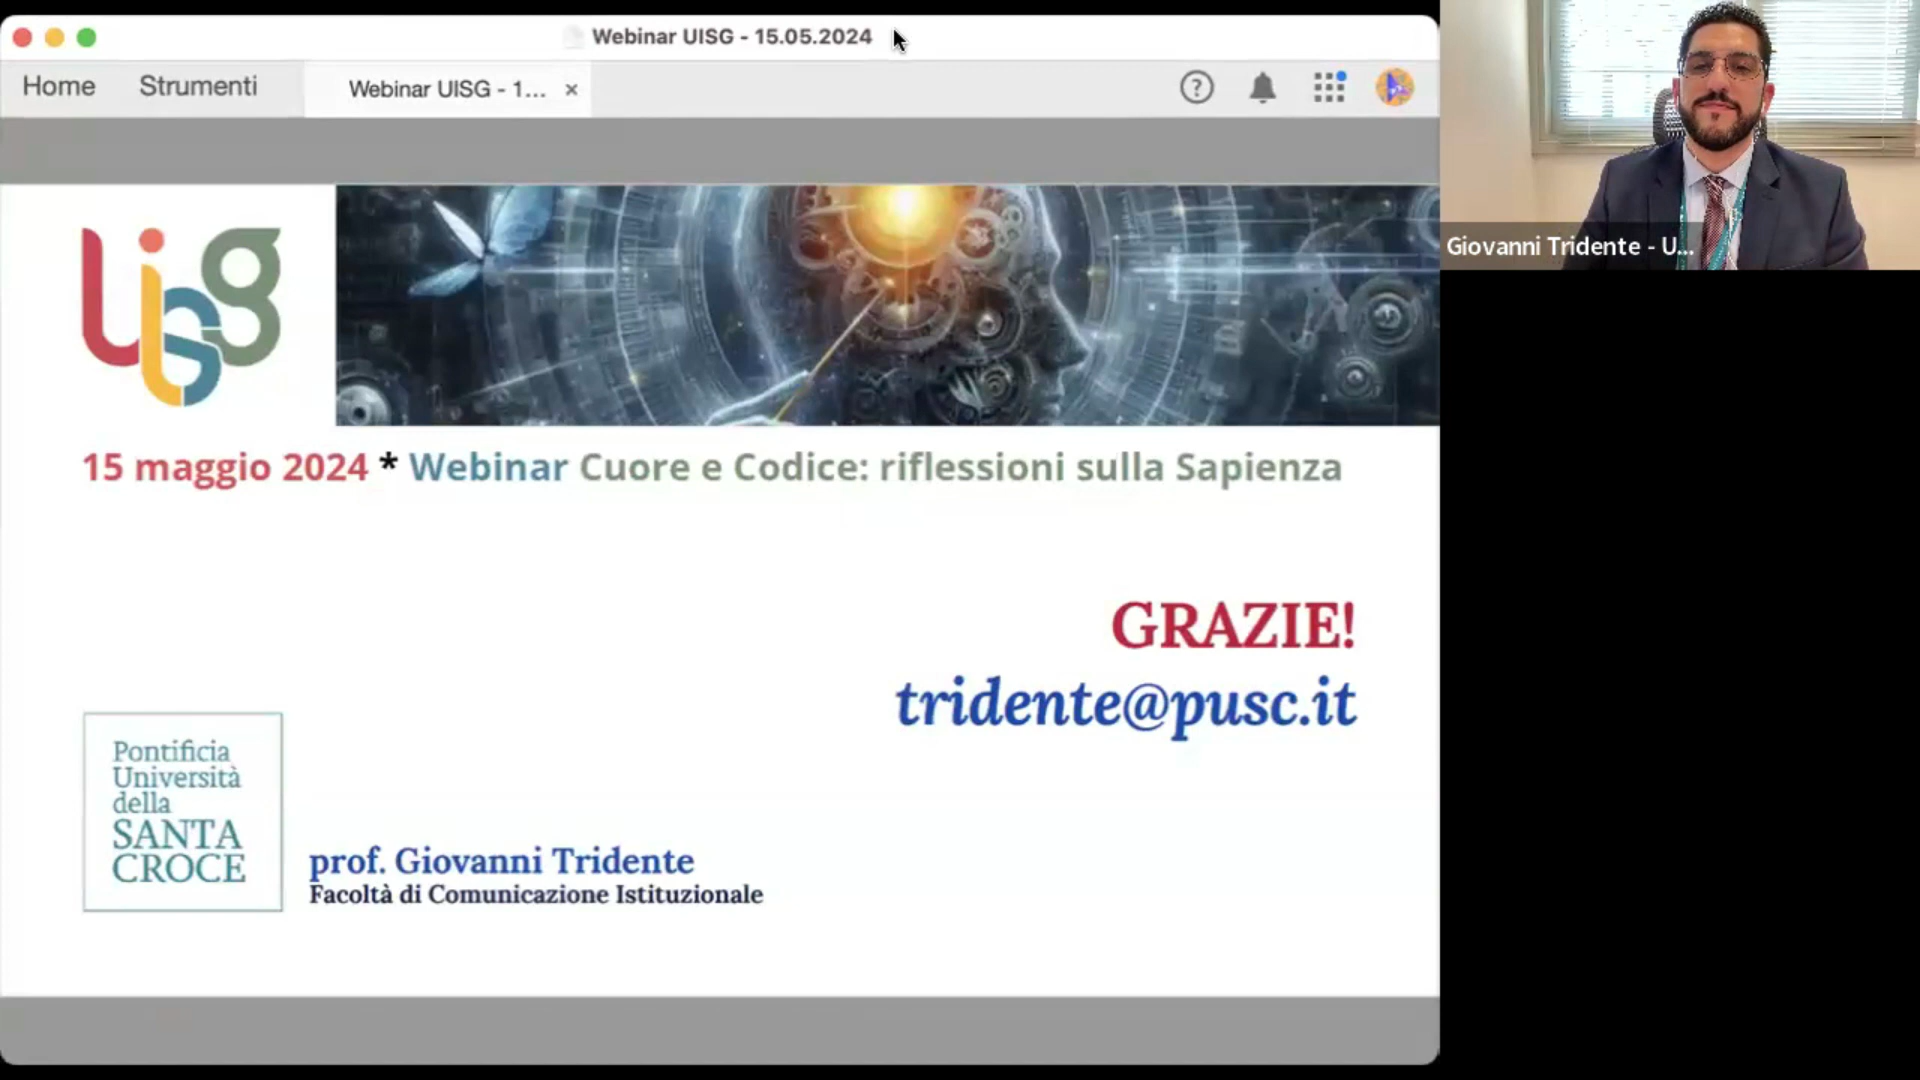 Webinar UISG - 15.05.2024
Home
Strumenti
Webinar UISG - 1...
uisg
15 maggio 2024 * Webinar Cuore e Codice: riflessioni sulla Sapienza
GRAZIE!
tridente@pusc.it
Pontificia
Università
della
SANTA
CROCE
prof. Giovanni Tridente
Facoltà di Comunicazione Istituzionale
Giovanni Tridente - U...